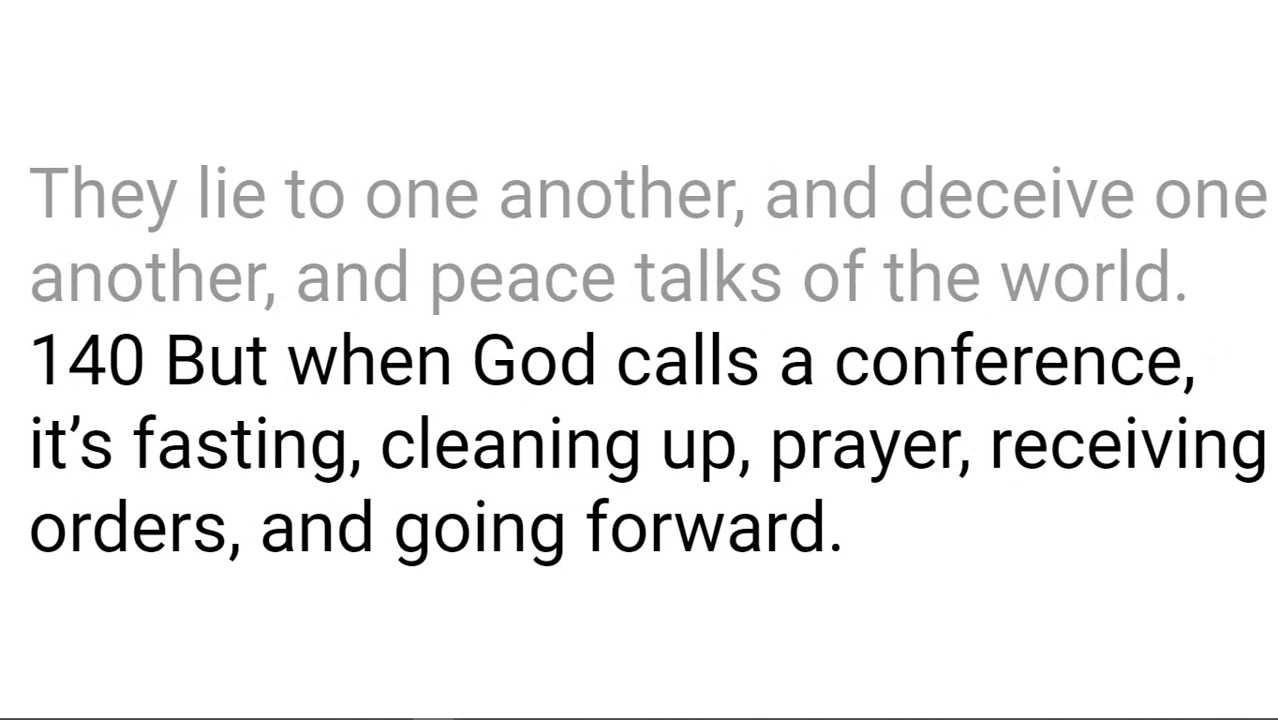 They lie to one another, and deceive one
another, and peace talks of the world.
140 But when God calls a conference,
it’s fasting, cleaning up, prayer, receiving
orders, and going forward.